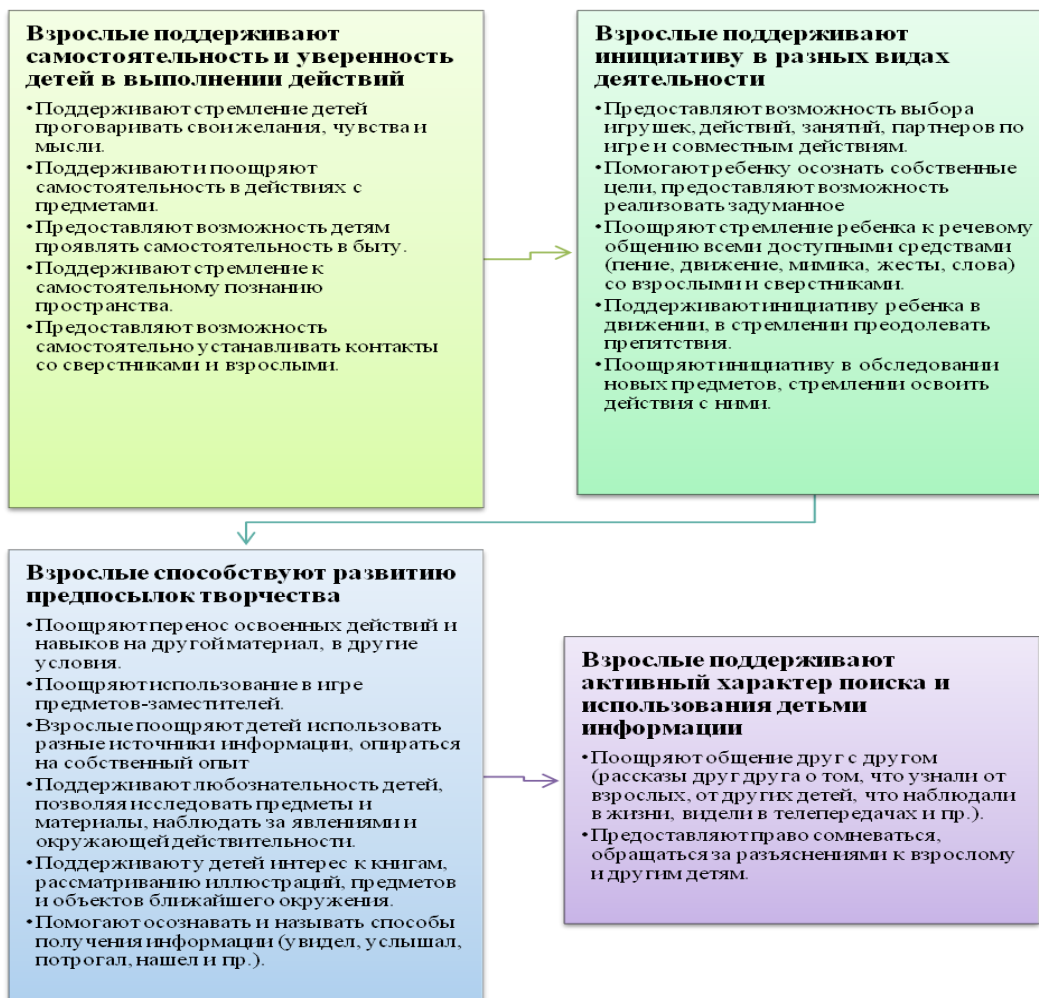 Взрослые поддерживают
самостоятельность и уверенность
детей в выполнении действий
•Поддерживают стремление детей
проговаривать свои желания, чувства и
мысли.
•Поддерживают и поощряют
самостоятельность в действиях с
предметами.
•Предоставляют возможность детям
проявлять самостоятельность в быту.
•Поддерживают стремление к
самостоятельному познанию
пространства.
•Предоставляют возможность
самостоятельно устанавливать контакты
со сверстниками и взрослыми.
Взрослые поддерживают
инициативу в разных видах
деятельности
•Предоставляют возможность выбора
игрушек, действий, занятий, партнеров по
игре и совместным действиям.
•Помогают ребенку осознать собственные
цели, предоставляют возможность
реализовать задуманное
•Поощряют стремление ребенка к речевому
общению всеми доступными средствами
(пение, движение, мимика, жесты, слова)
со взрослыми и сверстниками.
•Поддерживают инициативу ребенка в
движении, в стремлении преодолевать
препятствия.
•Поощряют инициативу в обследовании
новых предметов, стремлении освоить
действия с ними.
Взрослые способствуют развитию
предпосылок творчества
•Поощряют перенос освоенных действий и
навыков на другой материал, в другие
условия.
•Поощряют использование в игре
предметов-заместителей.
•Взрослые поощряют детей использовать
разные источники информации, опираться
на собственный опыт
•Поддерживают любознательность детей,
позволяя исследовать предметы и
материалы, наблюдать за явлениями и
окружающей действительности.
•Поддерживают у детей интерес к книгам,
рассматриванию иллюстраций, предметов
и объектов ближайшего окружения.
•Помогают осознавать и называть способы
получения информации (увидел, услышал,
потрогал, нашел и пр.).
Взрослые поддерживают
активный характер поиска и
использования детьми
информации
•Поощряют общение друг с другом
(рассказы друг друга о том, что узнали от
взрослых, от других детей, что наблюдали
в жизни, видели в телепередачах и пр.).
•Предоставляют право сомневаться,
обращаться за разъяснениями к взрослому
и другим детям.